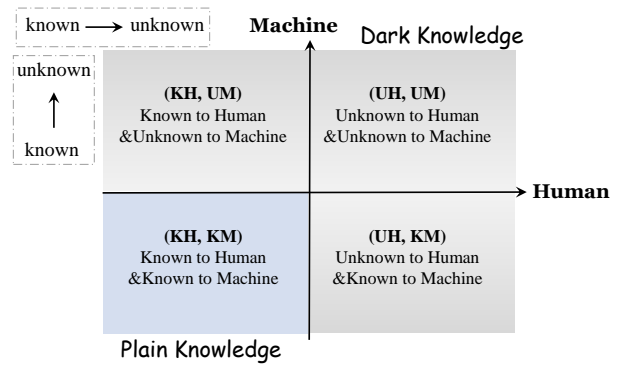 known unknown
Machine
Dark Knowledge
unknown
known
(KH, UM)
Known to Human
&Unknown to Machine
(UH, UM)
Unknown to Human
&Unknown to Machine
Human
(KH, KM)
Known to Human
&Known to Machine
(UH, KM)
Unknown to Human
&Known to Machine
Plain Knowledge